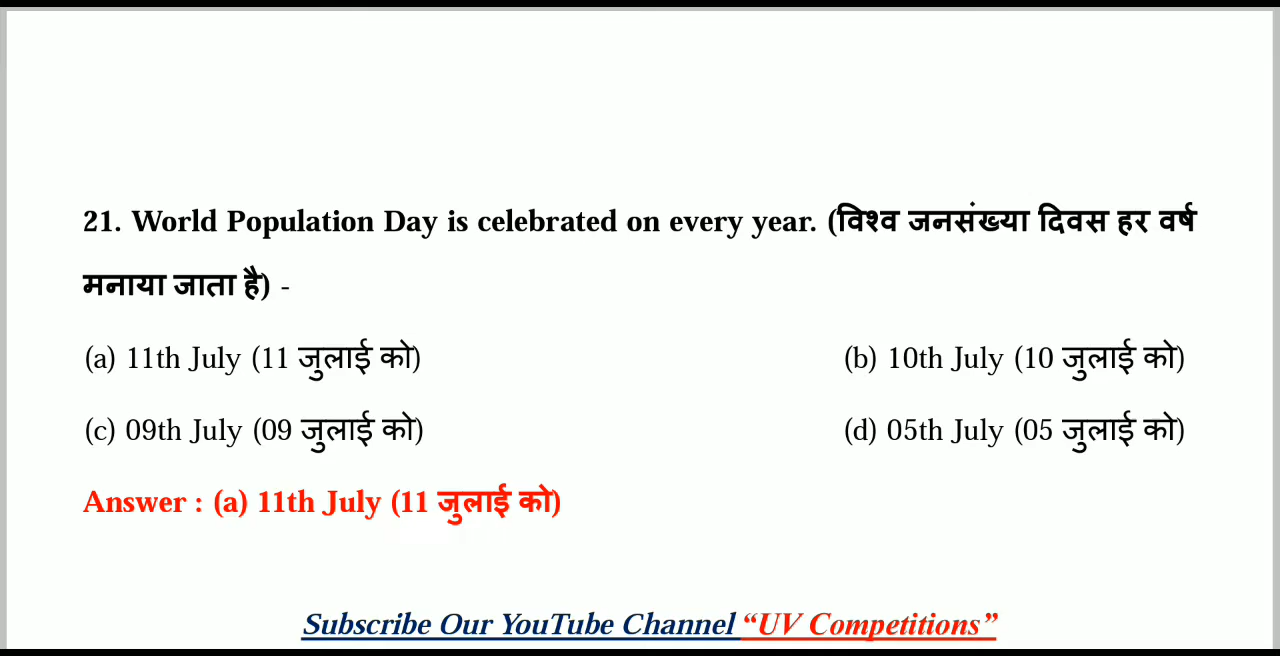 21. World Population Day is celebrated on every year. (विश्व जनसंख्या दिवस हर वर्ष
मनाया जाता है) -
(a) 11th July (11 जुलाई को) (b) 10th July (10 जुलाई को)
(c) 09th July (09 जुलाई को) (d) 05th July (05 जुलाई को)
Answer : (a) 11th July (11 जुलाई को)
Subscribe Our YouTube Channel “UV Competitions”